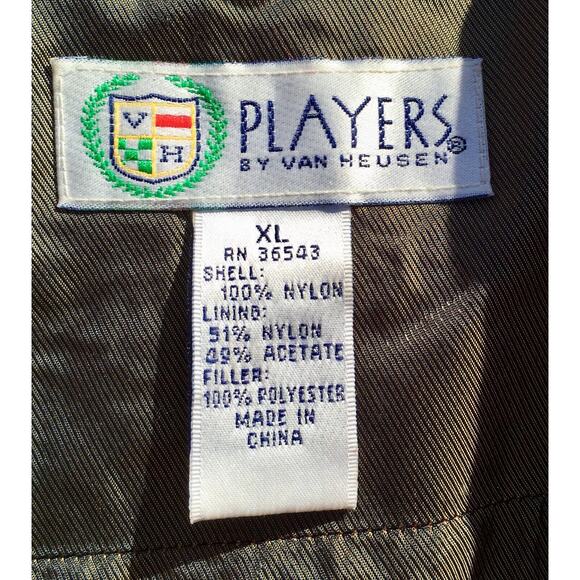 V
H
PLAYERS®
BY VAN HEUSEN
XL
RN 36543
SHELL:
100% NYLON
LINING:
51% NYLON
49% ACETATE
FILLER:
100% POLYESTER
MADE IN
CHINA